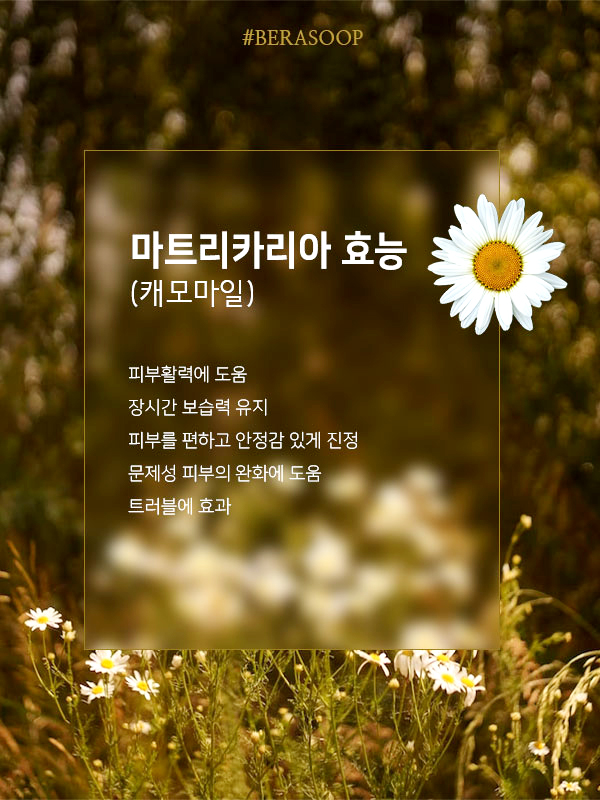 #BERASOOP
마트리카리아 효능
(캐모마일)
피부활력에 도움
장시간 보습력 유지
피부를 편하고 안정감 있게 진정
문제성 피부의 완화에 도움
트러블에 효과